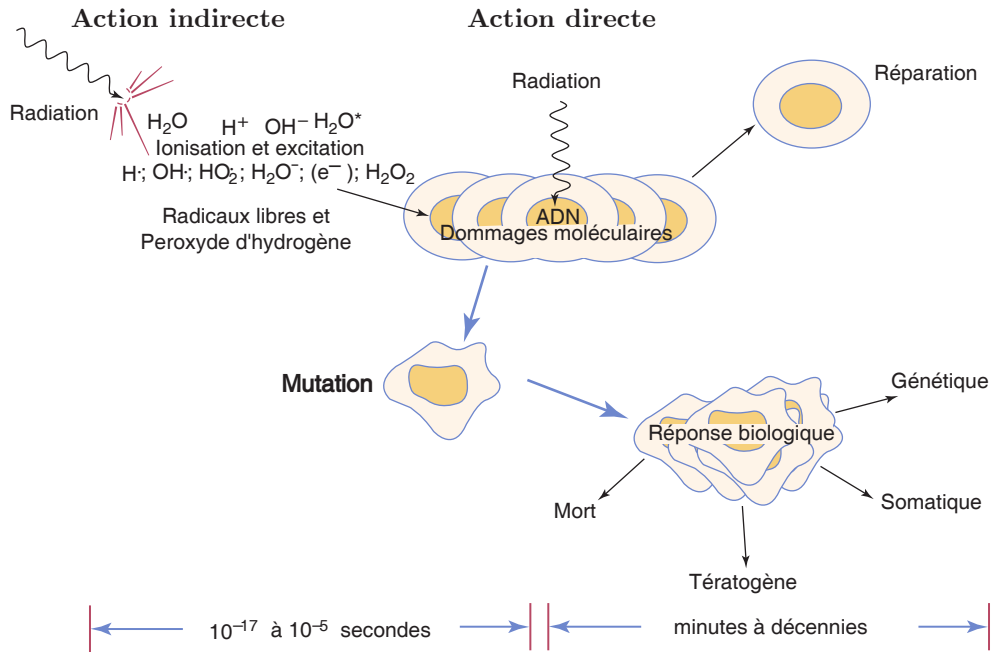 Action indirecte
Action directe
Radiation
Radiation
Réparation
H₂O H⁺ OH⁻ H₂O*
Ionisation et excitation
H·; OH·; HO₂·; H₂O⁻; (e⁻); H₂O₂
Radicaux libres et
Peroxyde d'hydrogène
ADN
Dommages moléculaires
Mutation
Génétique
Réponse biologique
Mort
Somatique
Tératogène
10⁻¹⁷ à 10⁻⁵ secondes
minutes à décennies